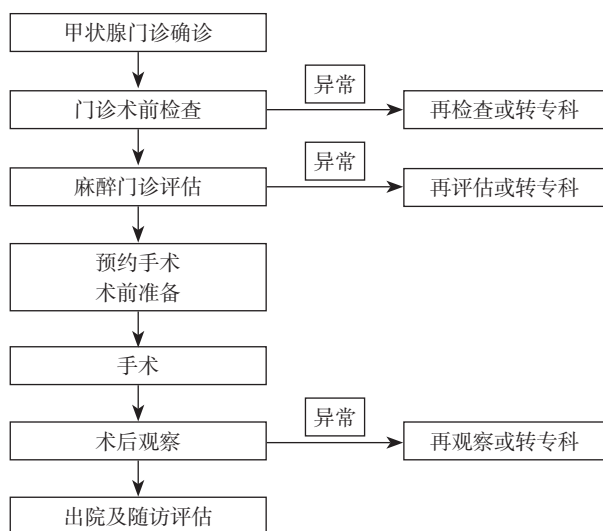 甲状腺门诊确诊
异常
门诊术前检查
再检查或转专科
异常
麻醉门诊评估
再评估或转专科
预约手术
术前准备
手术
异常
术后观察
再观察或转专科
出院及随访评估